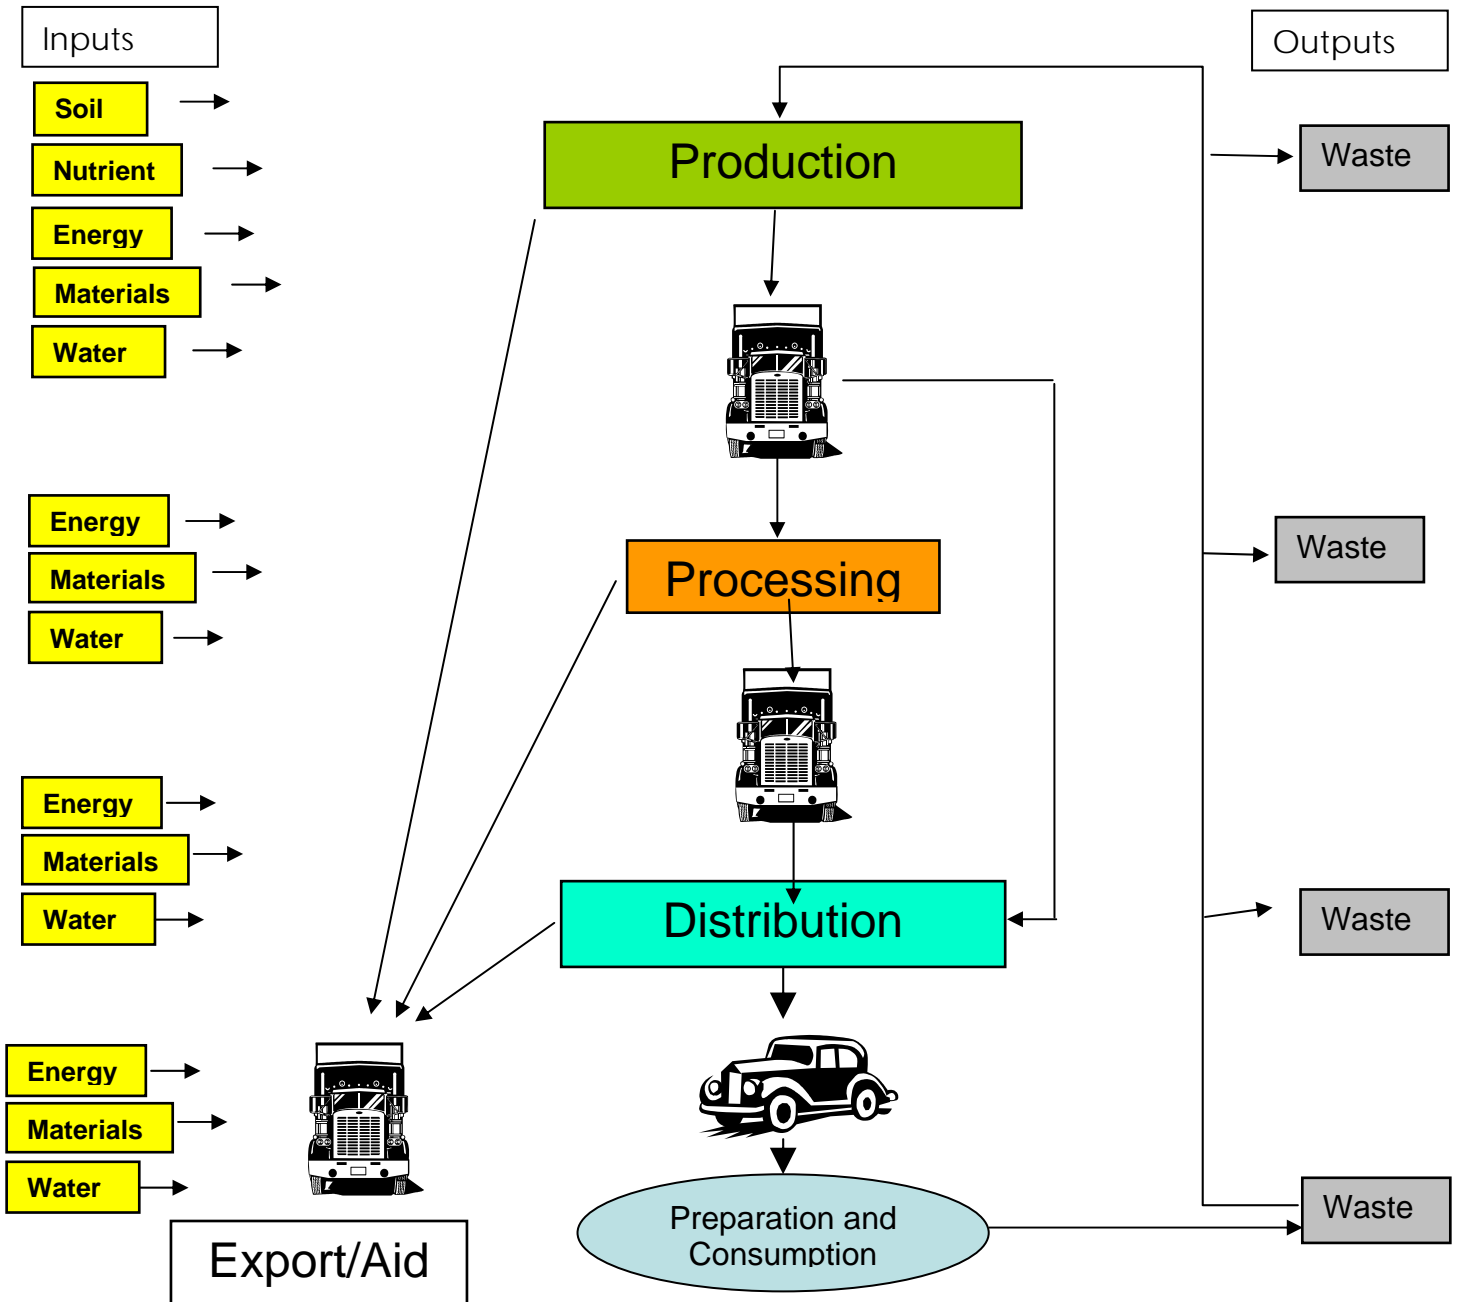 Inputs
Outputs
Soil
Production
Waste
Nutrient
Energy
Materials
Water
Energy
Processing
Waste
Materials
Water
Energy
Materials
Water
Distribution
Waste
Energy
Materials
Water
Preparation and
Consumption
Waste
Export/Aid